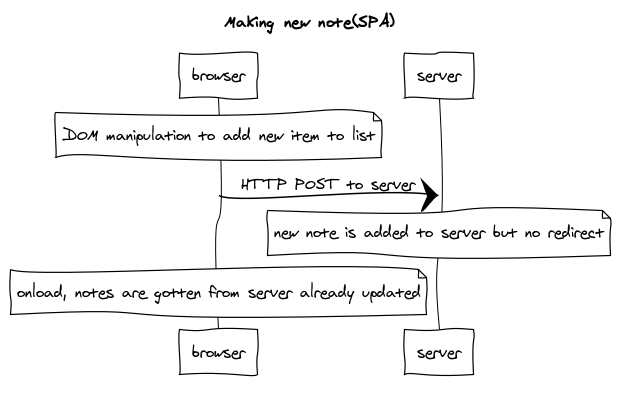 Making new note(SPA)
browser
server
DOM manipulation to add new item to list
HTTP POST to server
new note is added to server but no redirect
onload, notes are gotten from server already updated
browser
server